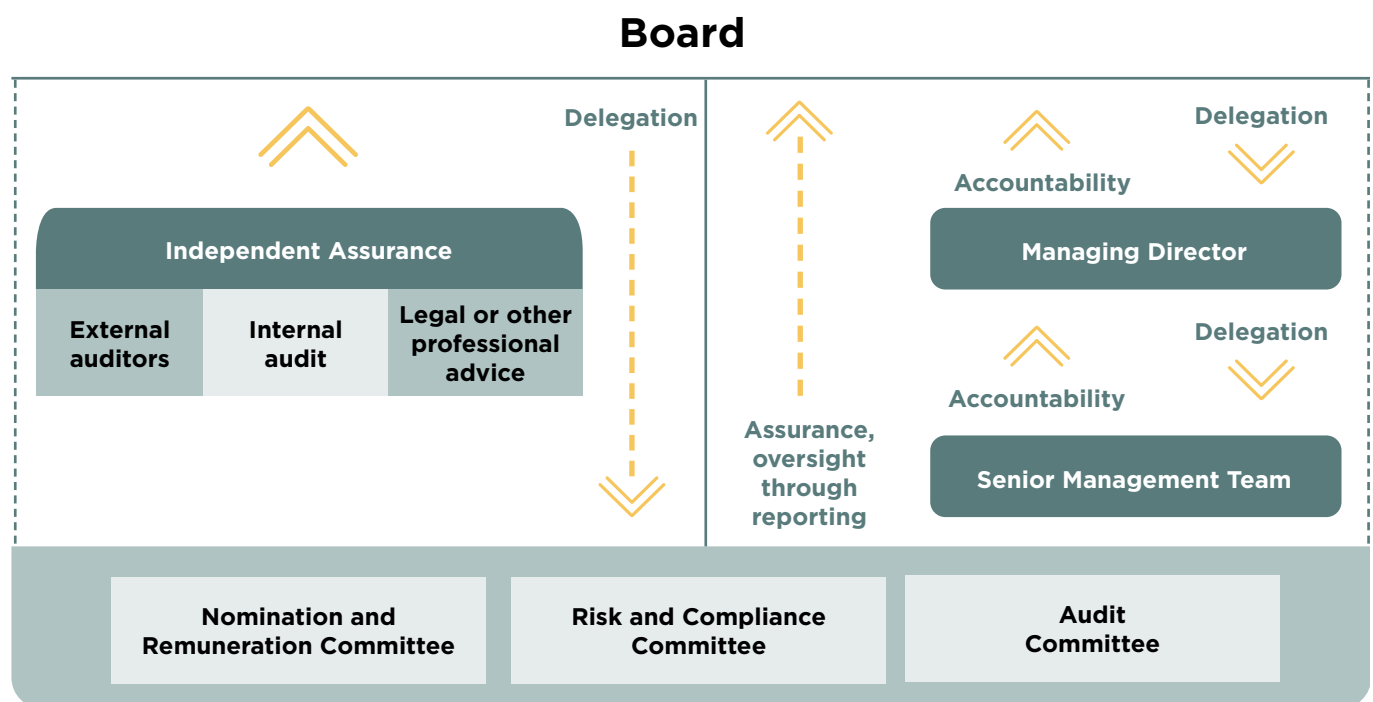 Board
Delegation
Independent Assurance
External
auditors
Internal
audit
Legal or other
professional
advice
Assurance,
oversight
through
reporting
Accountability
Delegation
Managing Director
Accountability
Delegation
Senior Management Team
Nomination and
Remuneration Committee
Risk and Compliance
Committee
Audit
Committee